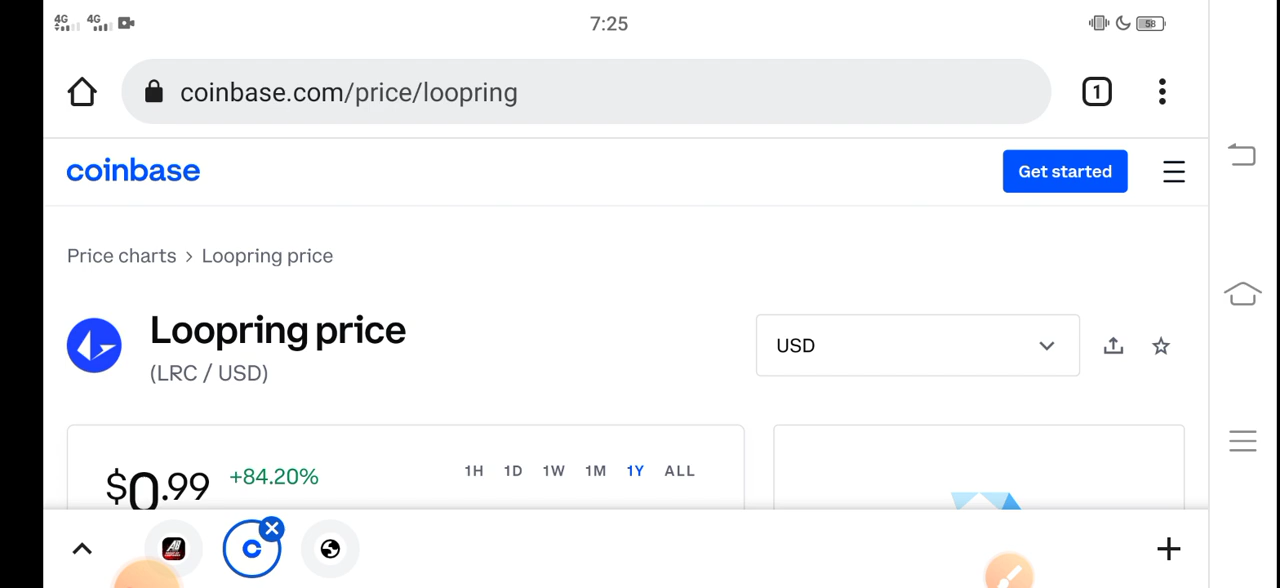 4G 4G 7:25 58
coinbase.com/price/loopring 1
coinbase Get started
Price charts > Loopring price
Loopring price
(LRC / USD)
USD
$0.99 +84.20% 1H 1D 1W 1M 1Y ALL